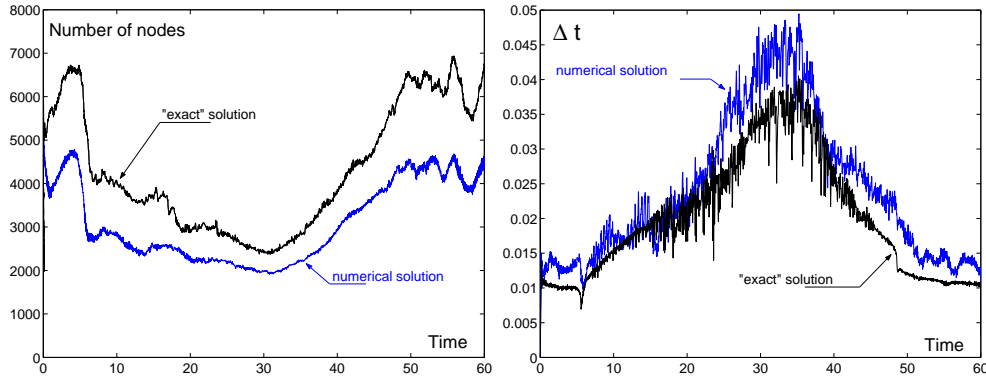 8000
7000
6000
5000
4000
3000
2000
1000
0
Number of nodes
"exact" solution
numerical solution
Time
0 10 20 30 40 50 60
0.05
0.045
0.04
0.035
0.03
0.025
0.02
0.015
0.01
0.005
0
Δ t
numerical solution
"exact" solution
Time
0 10 20 30 40 50 60